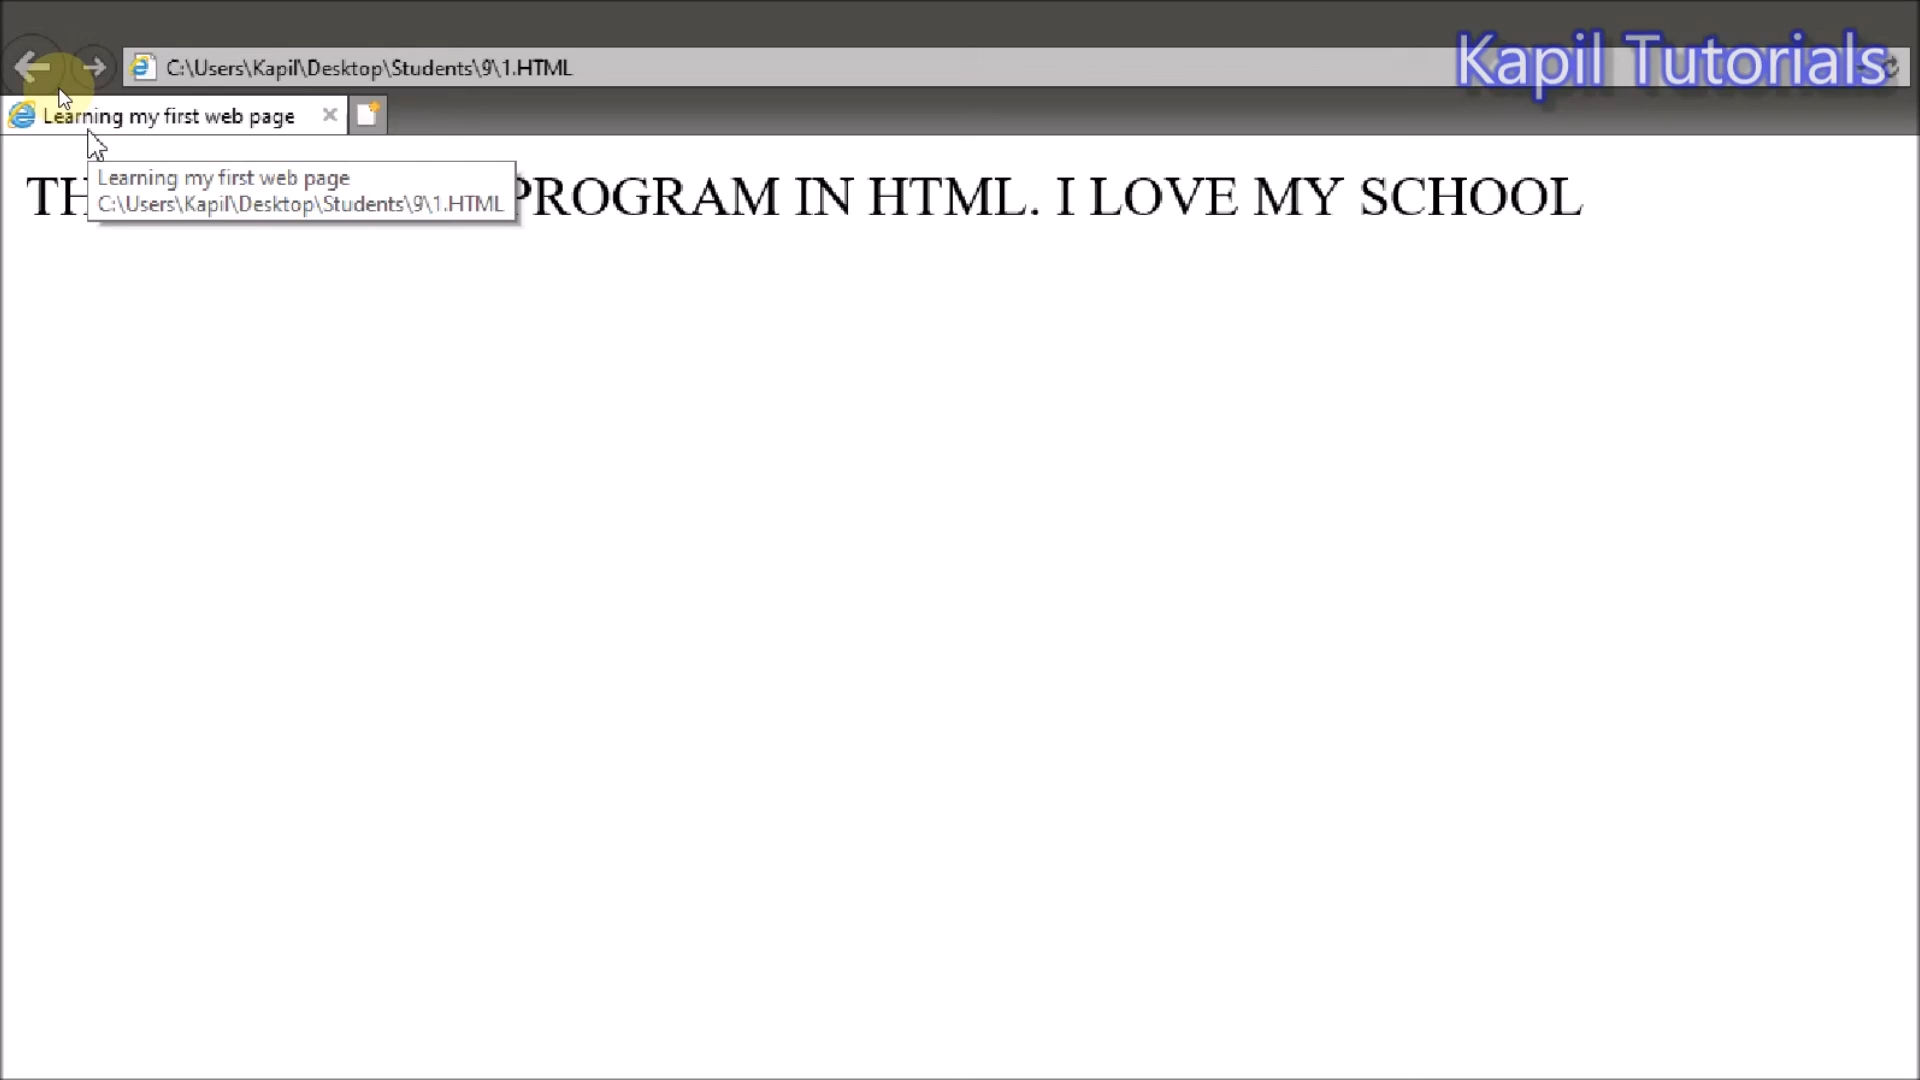 C:\Users\Kapil\Desktop\Students\9\1.HTML
Kapil Tutorials
Learning my first web page
Learning my first web page
C:\Users\Kapil\Desktop\Students\9\1.HTML
PROGRAM IN HTML. I LOVE MY SCHOOL